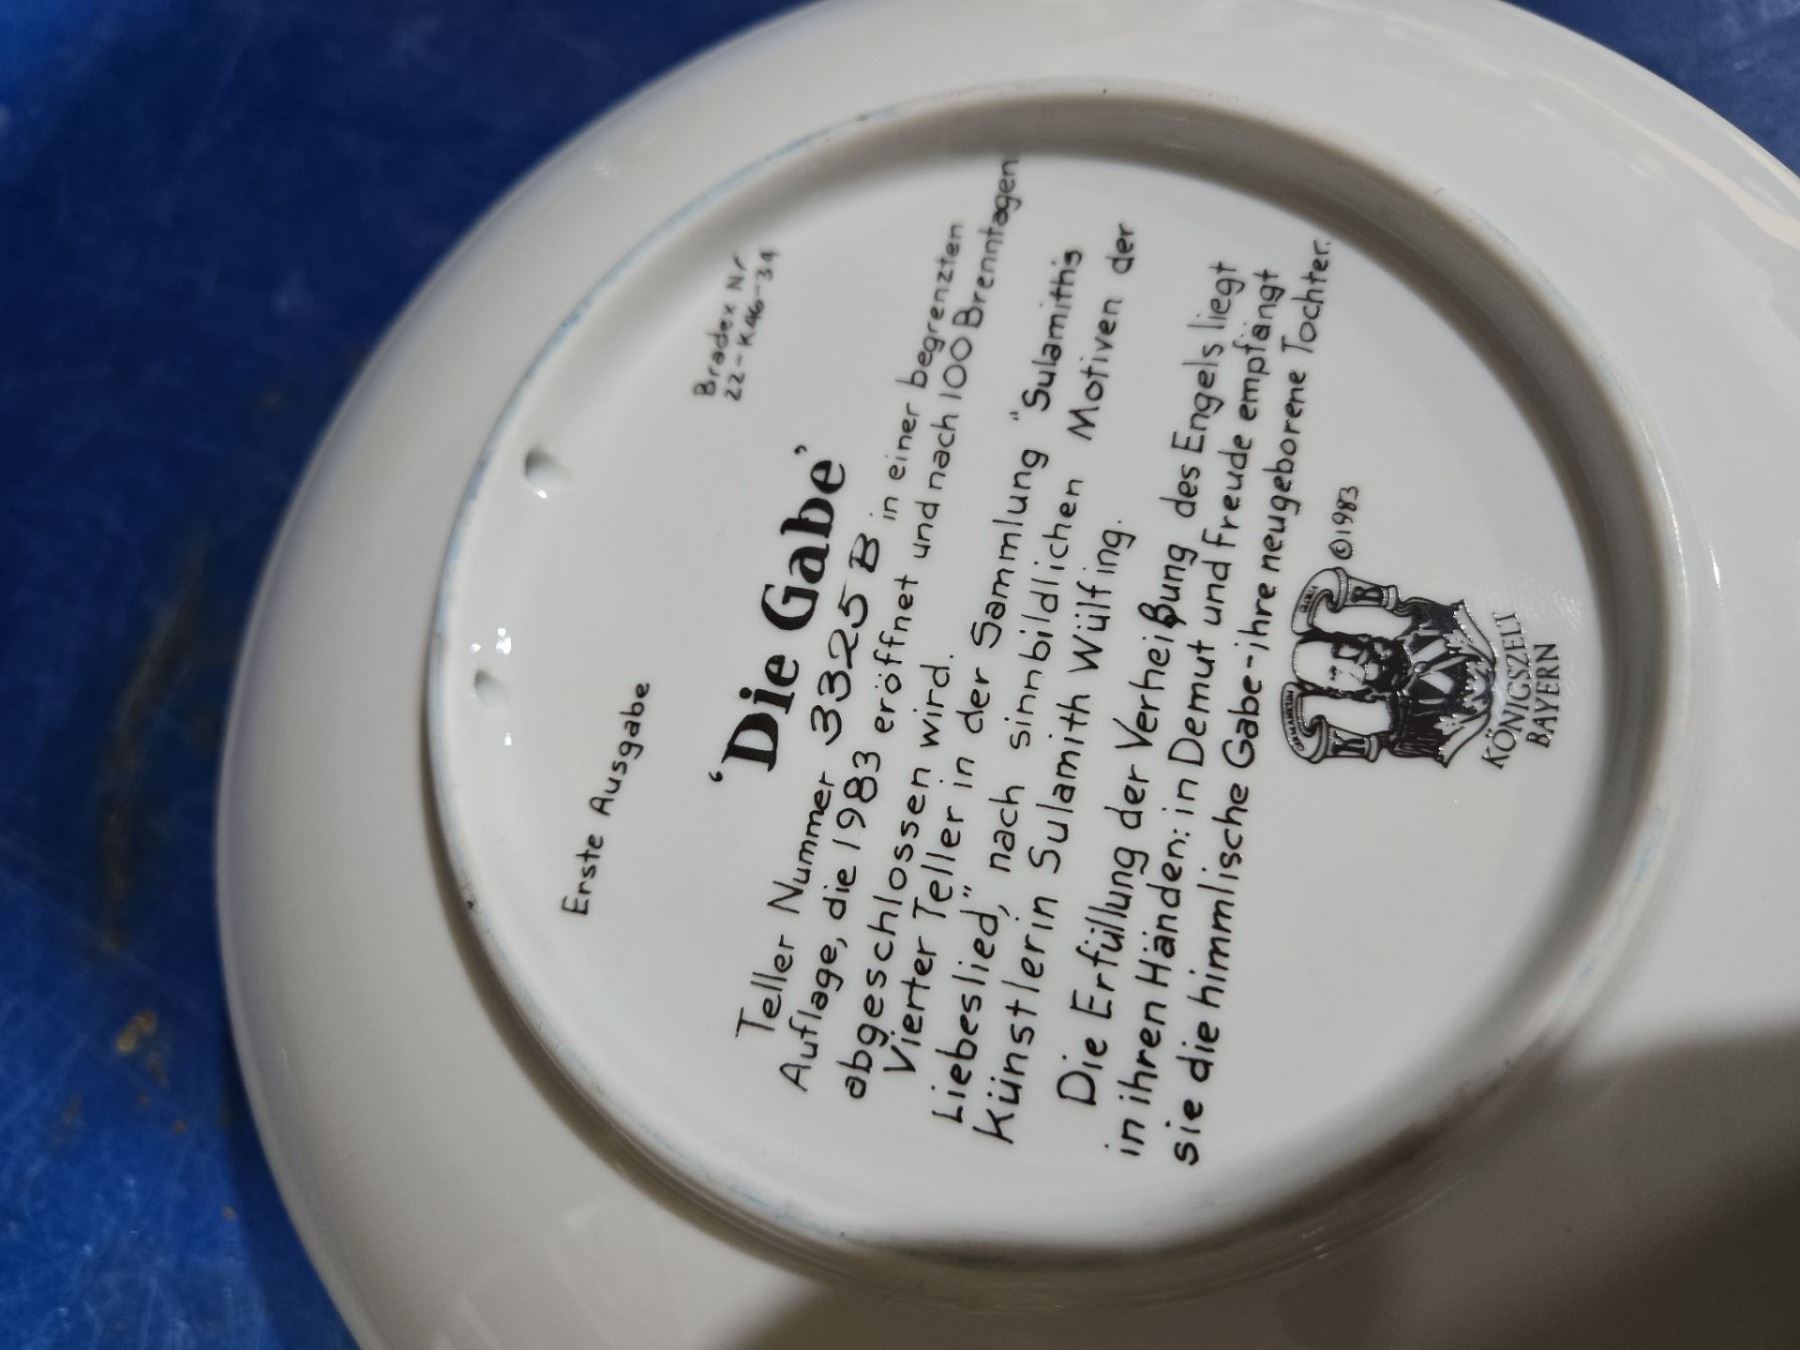 Erste Ausgabe
Bradex Nr
22-K46-34
'Die Gabe'
Teller Nummer 3325 B in einer begrenzten
Auflage, die 1983 eröffnet und nach 100 Brenntagen
abgeschlossen wird.
Vierter Teller in der Sammlung "Sulamiths
Liebeslied," nach sinnbildlichen Motiven der
Künstlerin Sulamith Wülfing.
Die Erfüllung der Verheißung des Engels liegt
in ihren Händen: in Demut und Freude empfängt
sie die himmlische Gabe-ihre neugeborene Tochter.
©1983
K B
KÖNIGSZELT
BAYERN